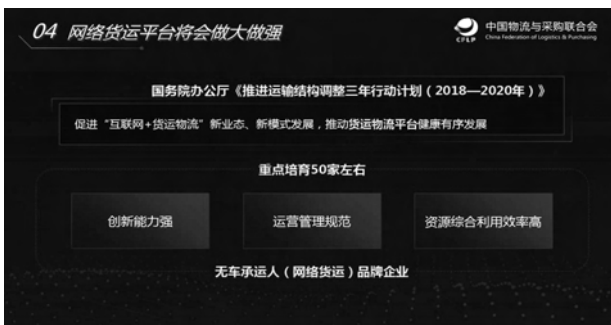 04 网络货运平台将会做大做强
中国物流与采购联合会
CFLP
China Federation of Logistics & Purchasing
国务院办公厅《推进运输结构调整三年行动计划（2018—2020年）》
促进“互联网+货运物流”新业态、新模式发展，推动货运物流平台健康有序发展
重点培育50家左右
创新能力强
运营管理规范
资源综合利用效率高
无车承运人（网络货运）品牌企业